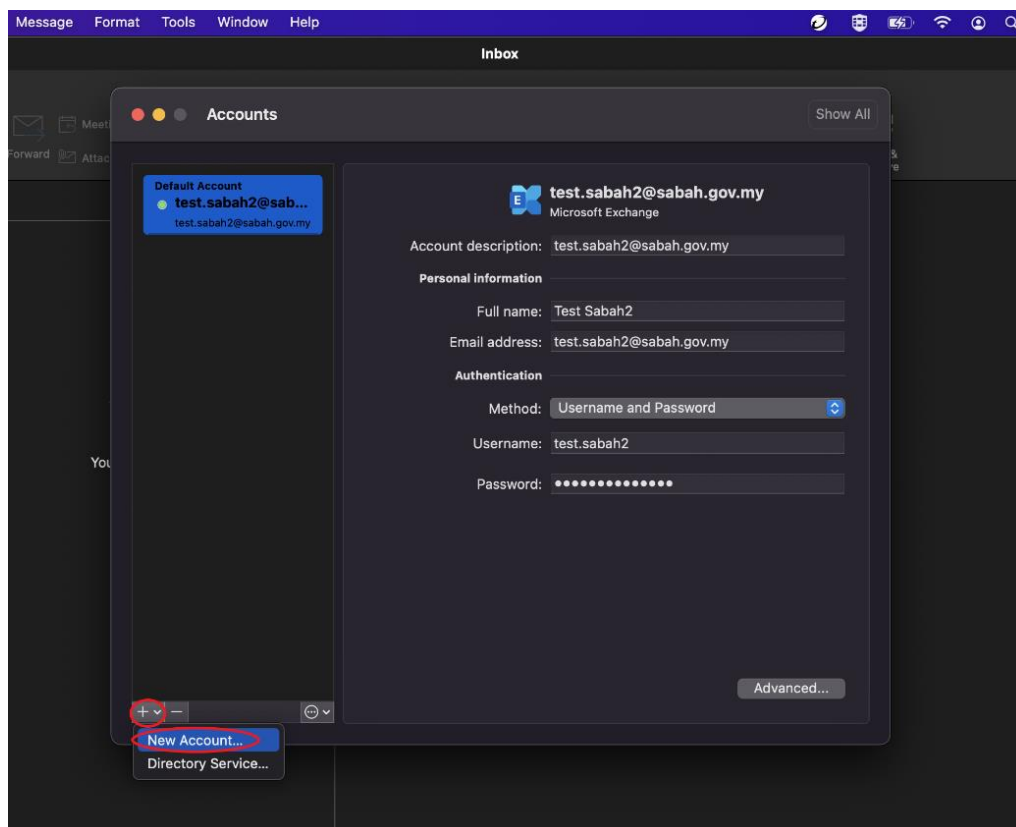 Message Format Tools Window Help
Inbox
Accounts
Show All
Meeti
Forward
Attac
&
re
Default Account
test.sabah2@sab...
test.sabah2@sabah.gov.my
E
test.sabah2@sabah.gov.my
Microsoft Exchange
Account description: test.sabah2@sabah.gov.my
Personal information
Full name: Test Sabah2
Email address: test.sabah2@sabah.gov.my
Authentication
Method: Username and Password
Username: test.sabah2
You
Password: ••••••••••••••
Advanced...
New Account...
Directory Service...